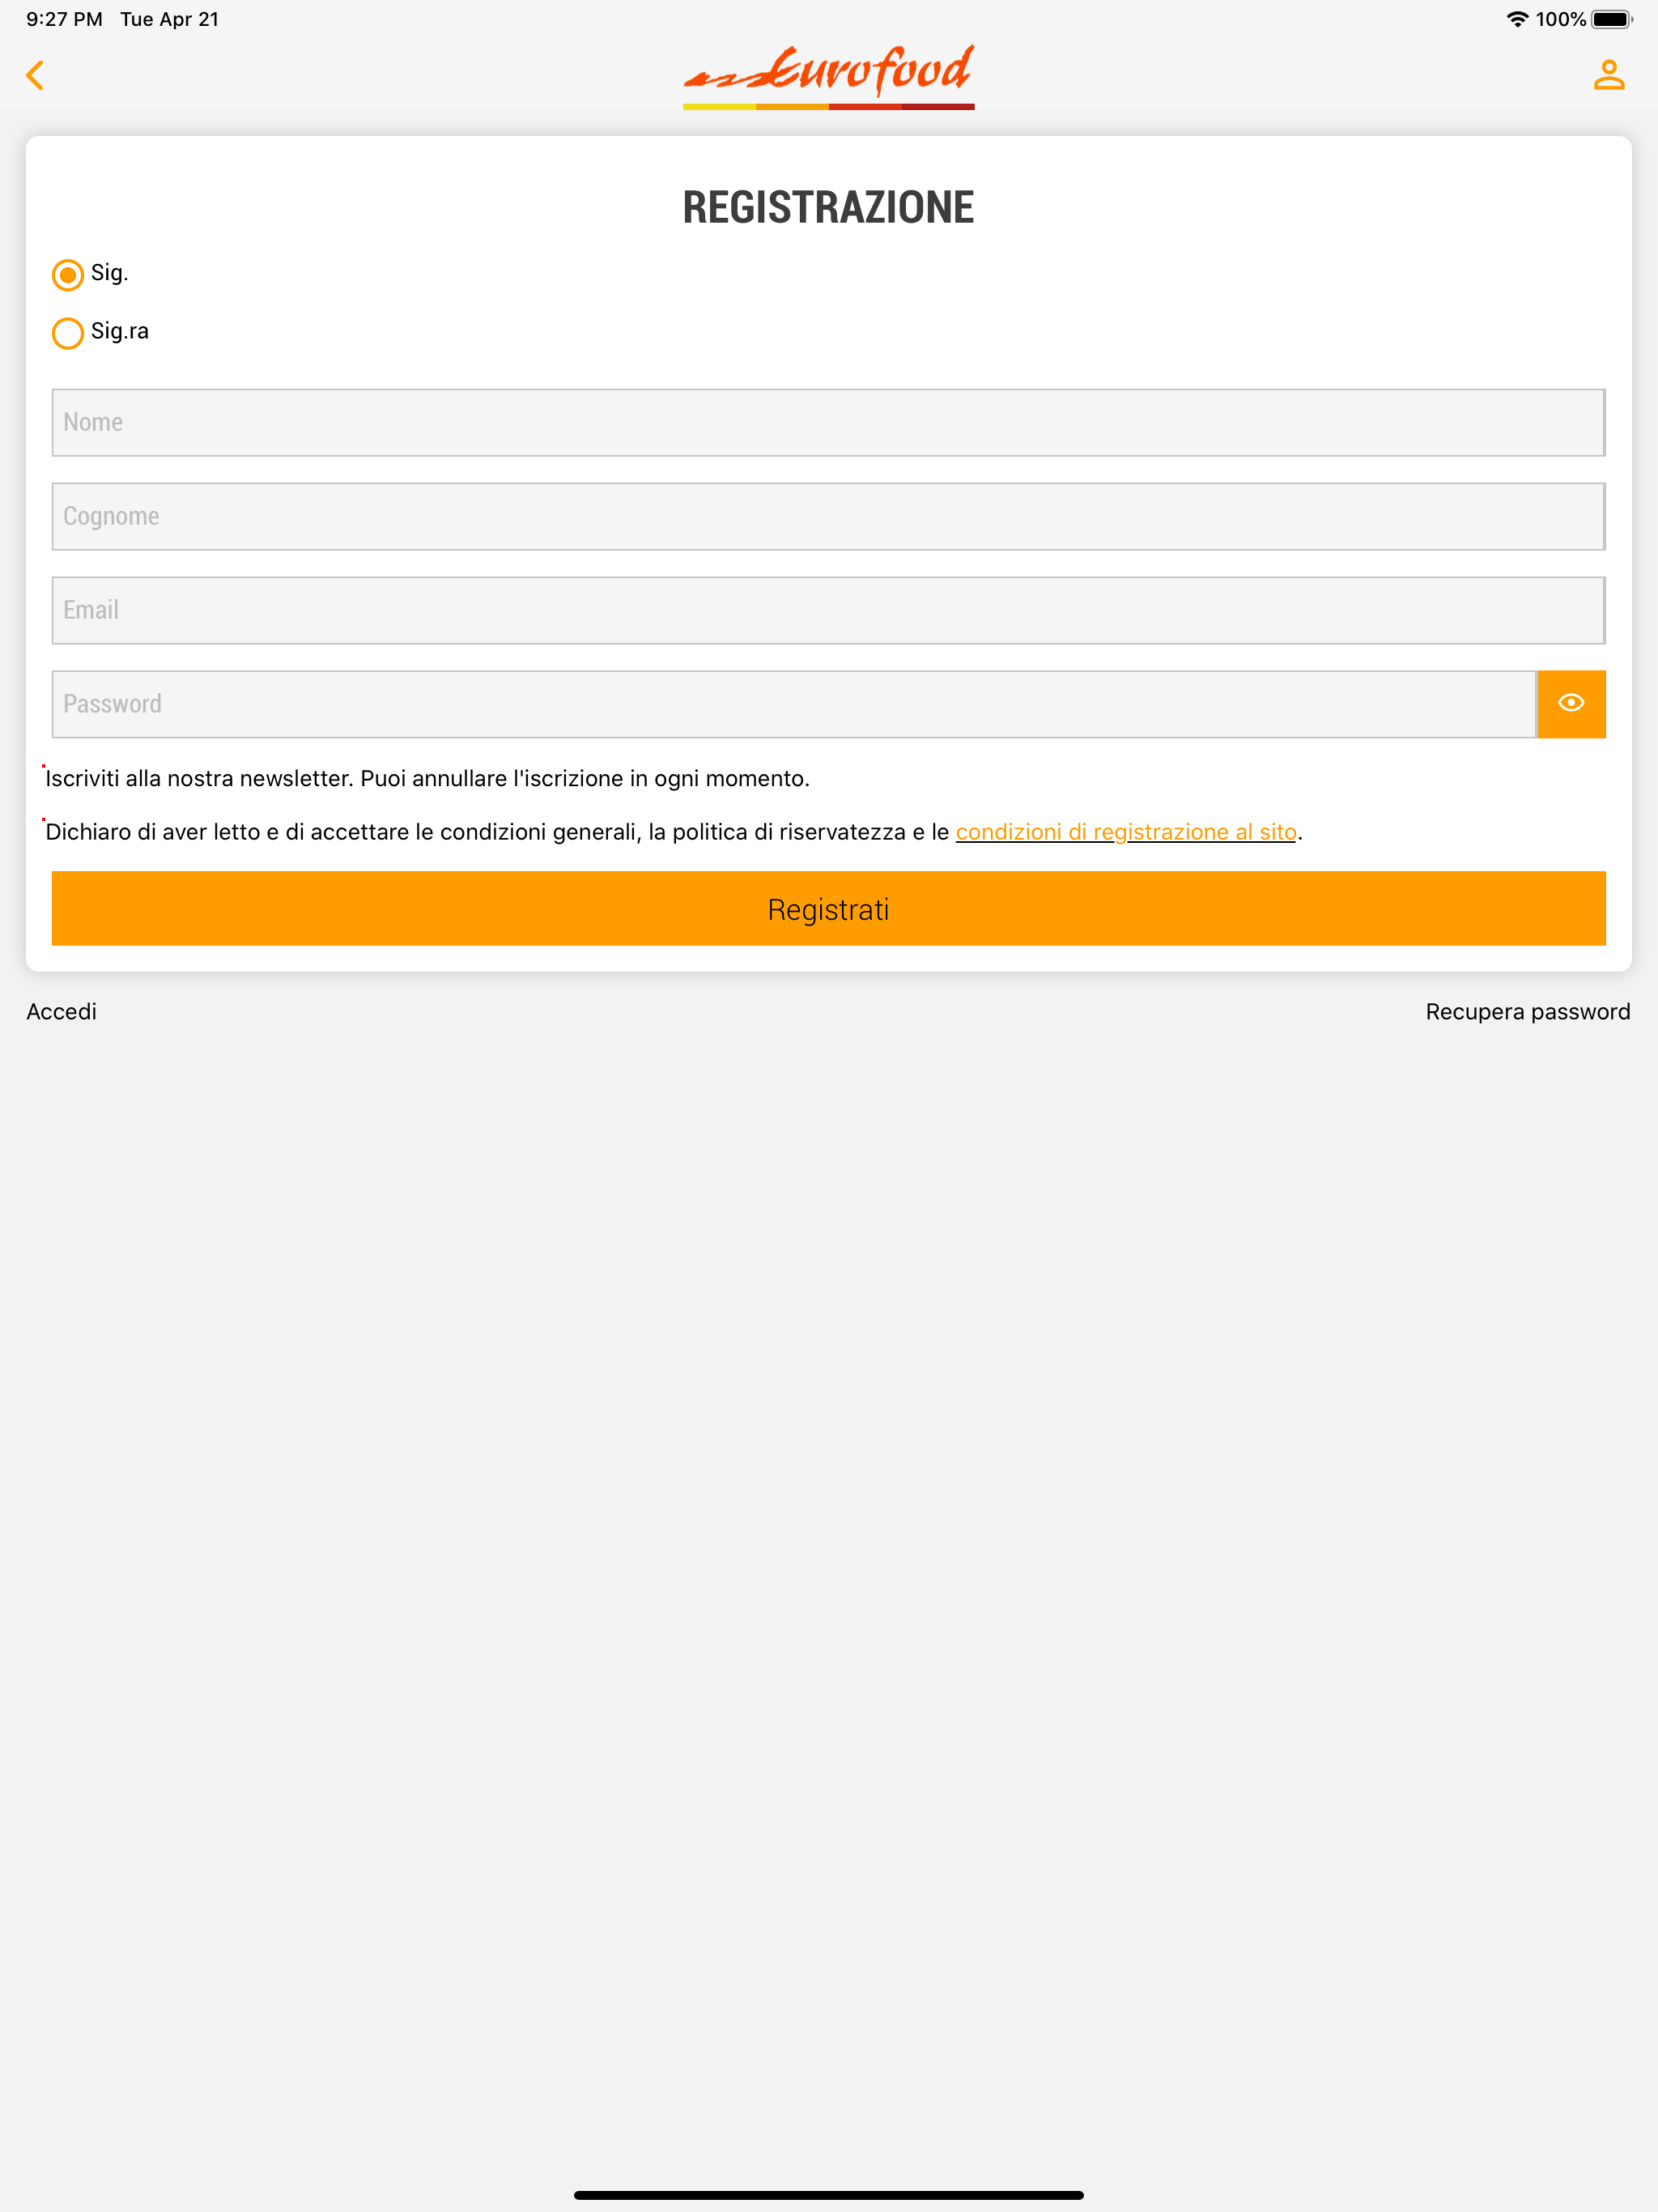 9:27 PM Tue Apr 21
100%
Eurofood
REGISTRAZIONE
Sig.
Sig.ra
Nome
Cognome
Email
Password
Iscriviti alla nostra newsletter. Puoi annullare l'iscrizione in ogni momento.
Dichiaro di aver letto e di accettare le condizioni generali, la politica di riservatezza e le condizioni di registrazione al sito.
Registrati
Accedi
Recupera password